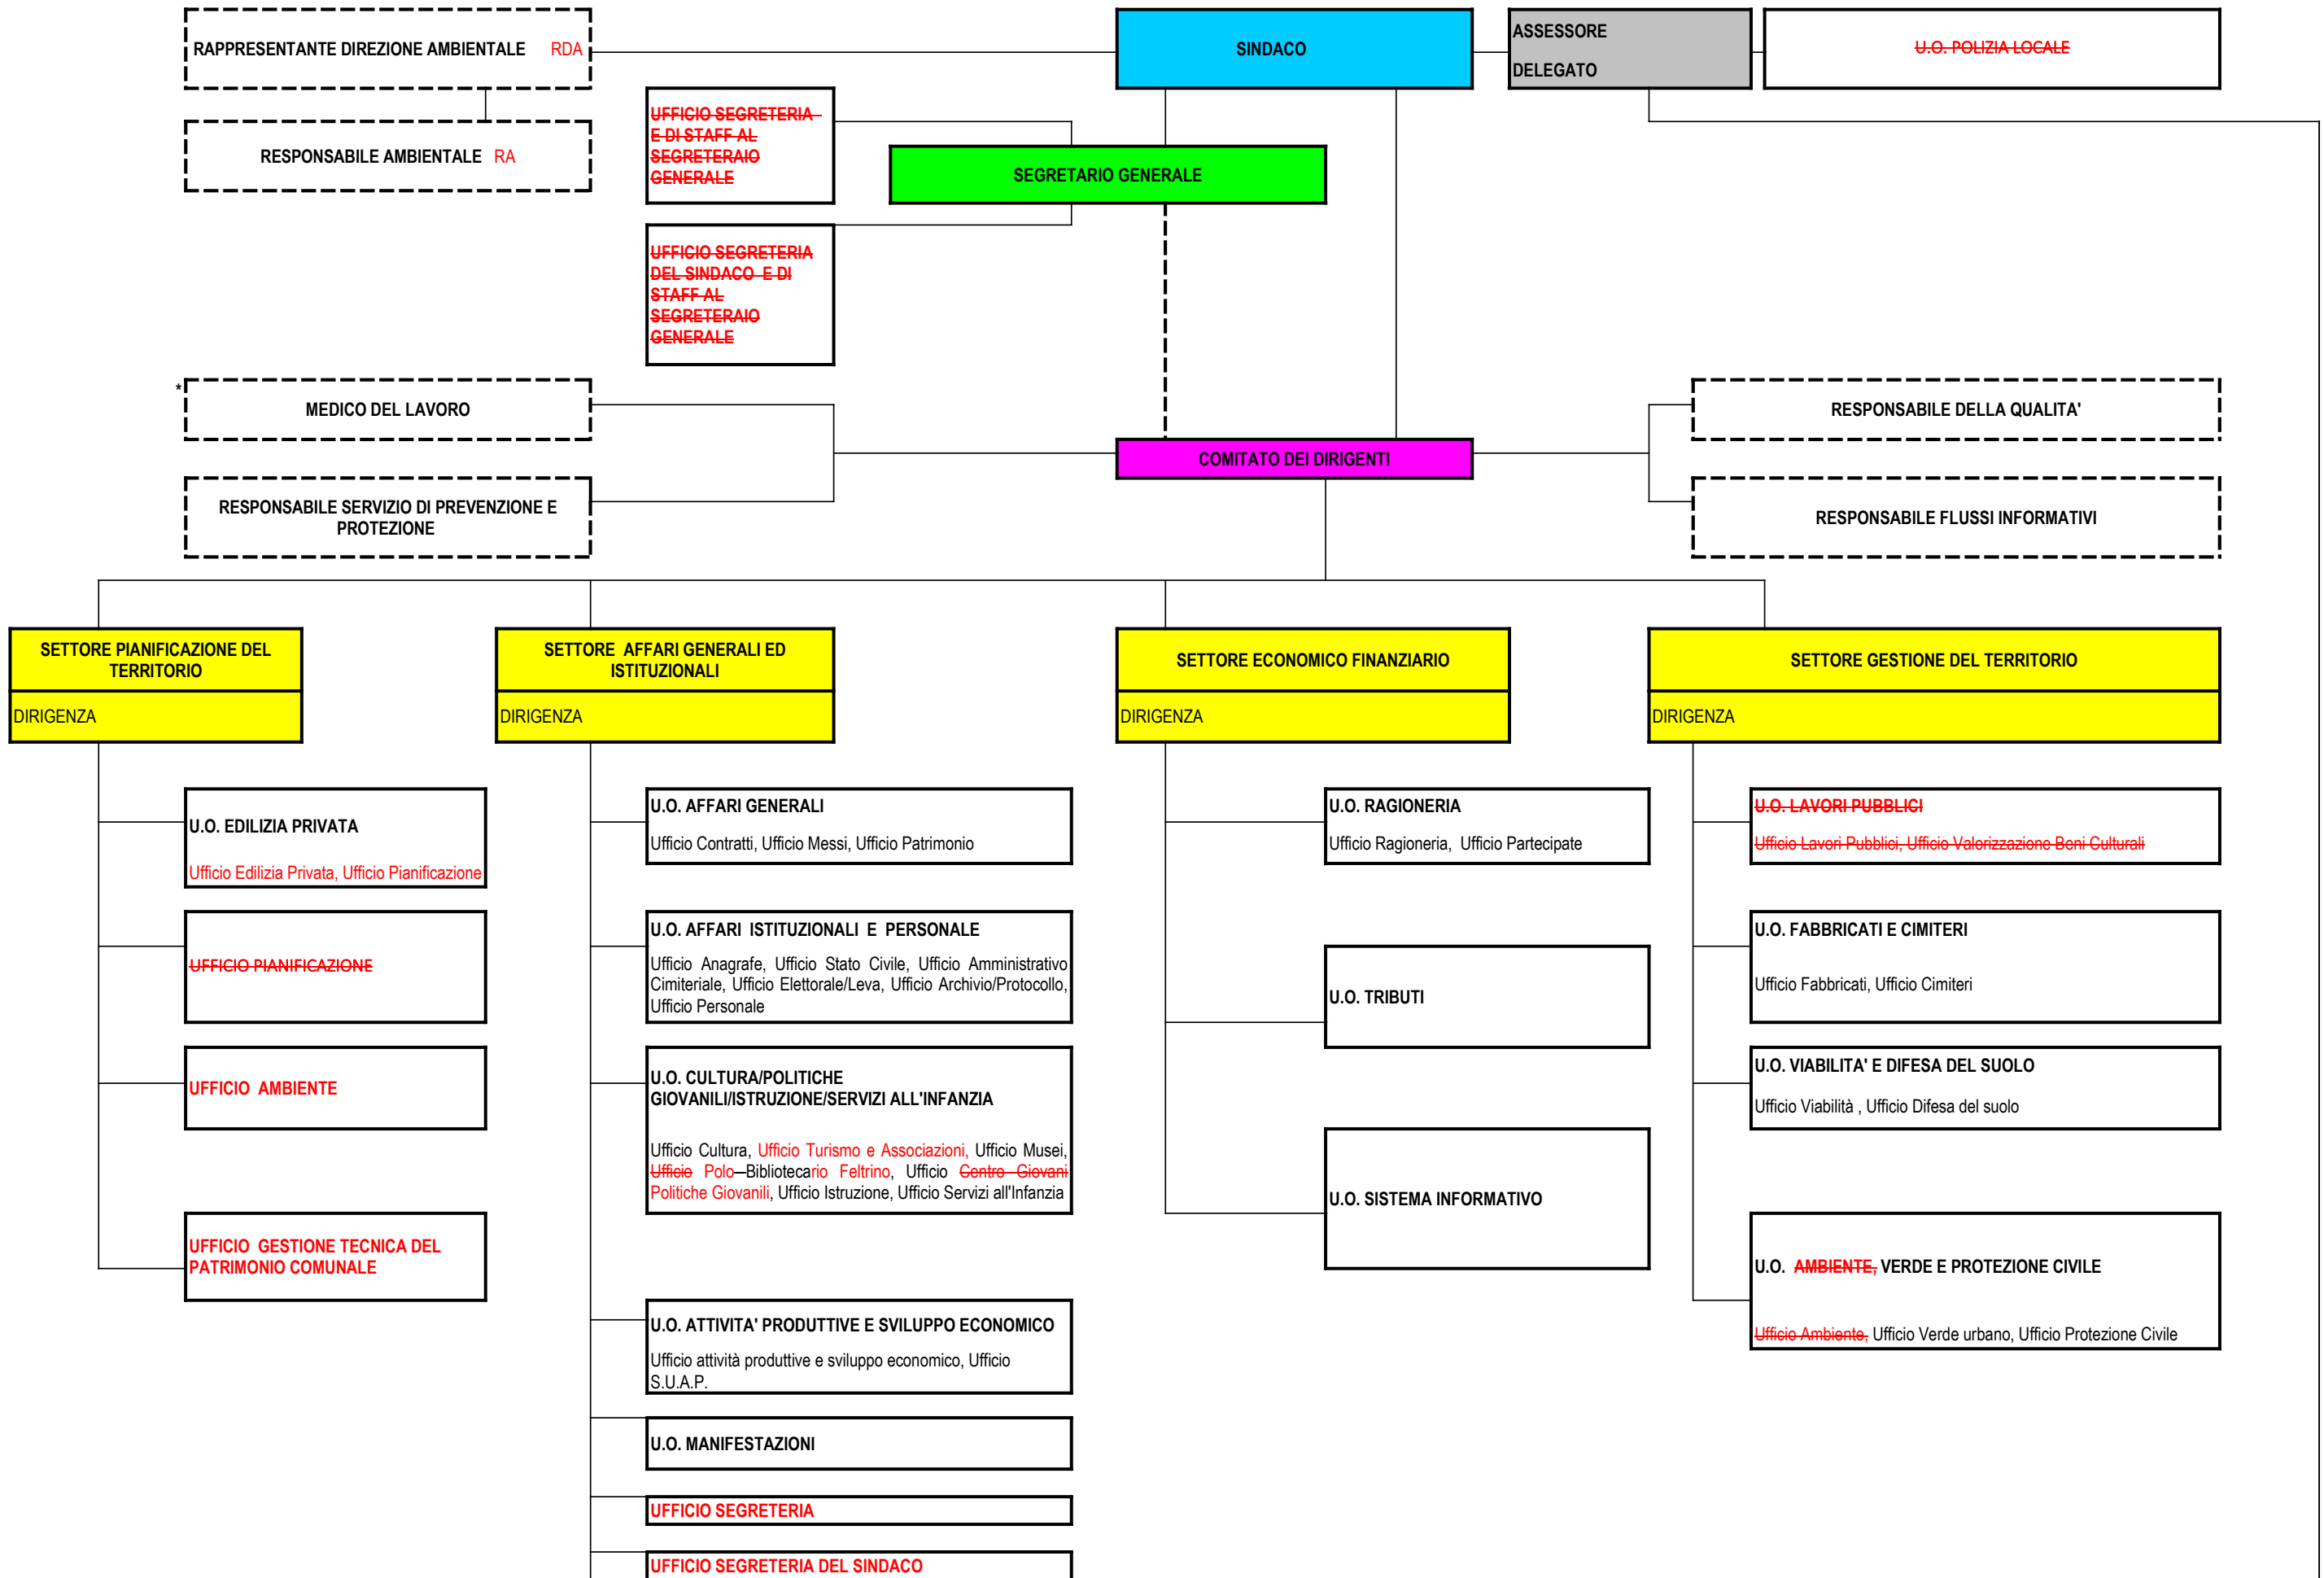 RAPPRESENTANTE DIREZIONE AMBIENTALE RDA
SINDACO
ASSESSORE
DELEGATO
U.O. POLIZIA LOCALE
RESPONSABILE AMBIENTALE RA
UFFICIO SEGRETERIA
E DI STAFF AL
SEGRETERAIO
GENERALE
SEGRETARIO GENERALE
UFFICIO SEGRETERIA
DEL SINDACO E DI
STAFF AL
SEGRETERAIO
GENERALE
*
MEDICO DEL LAVORO
RESPONSABILE DELLA QUALITA'
COMITATO DEI DIRIGENTI
RESPONSABILE SERVIZIO DI PREVENZIONE E
PROTEZIONE
RESPONSABILE FLUSSI INFORMATIVI
SETTORE PIANIFICAZIONE DEL
TERRITORIO
DIRIGENZA
SETTORE AFFARI GENERALI ED
ISTITUZIONALI
DIRIGENZA
SETTORE ECONOMICO FINANZIARIO
DIRIGENZA
SETTORE GESTIONE DEL TERRITORIO
DIRIGENZA
U.O. EDILIZIA PRIVATA
Ufficio Edilizia Privata, Ufficio Pianificazione
UFFICIO PIANIFICAZIONE
UFFICIO AMBIENTE
UFFICIO GESTIONE TECNICA DEL
PATRIMONIO COMUNALE
U.O. AFFARI GENERALI
Ufficio Contratti, Ufficio Messi, Ufficio Patrimonio
U.O. AFFARI ISTITUZIONALI E PERSONALE
Ufficio Anagrafe, Ufficio Stato Civile, Ufficio Amministrativo
Cimiteriale, Ufficio Elettorale/Leva, Ufficio Archivio/Protocollo,
Ufficio Personale
U.O. CULTURA/POLITICHE
GIOVANILI/ISTRUZIONE/SERVIZI ALL'INFANZIA
Ufficio Cultura, Ufficio Turismo e Associazioni, Ufficio Musei,
Ufficio Polo Bibliotecario Feltrino, Ufficio Centro Giovani
Politiche Giovanili, Ufficio Istruzione, Ufficio Servizi all'Infanzia
U.O. ATTIVITA' PRODUTTIVE E SVILUPPO ECONOMICO
Ufficio attività produttive e sviluppo economico, Ufficio
S.U.A.P.
U.O. MANIFESTAZIONI
UFFICIO SEGRETERIA
UFFICIO SEGRETERIA DEL SINDACO
U.O. RAGIONERIA
Ufficio Ragioneria, Ufficio Partecipate
U.O. TRIBUTI
U.O. SISTEMA INFORMATIVO
U.O. LAVORI PUBBLICI
Ufficio Lavori Pubblici, Ufficio Valorizzazione Beni Culturali
U.O. FABBRICATI E CIMITERI
Ufficio Fabbricati, Ufficio Cimiteri
U.O. VIABILITA' E DIFESA DEL SUOLO
Ufficio Viabilità , Ufficio Difesa del suolo
U.O. AMBIENTE, VERDE E PROTEZIONE CIVILE
Ufficio Ambiente, Ufficio Verde urbano, Ufficio Protezione Civile